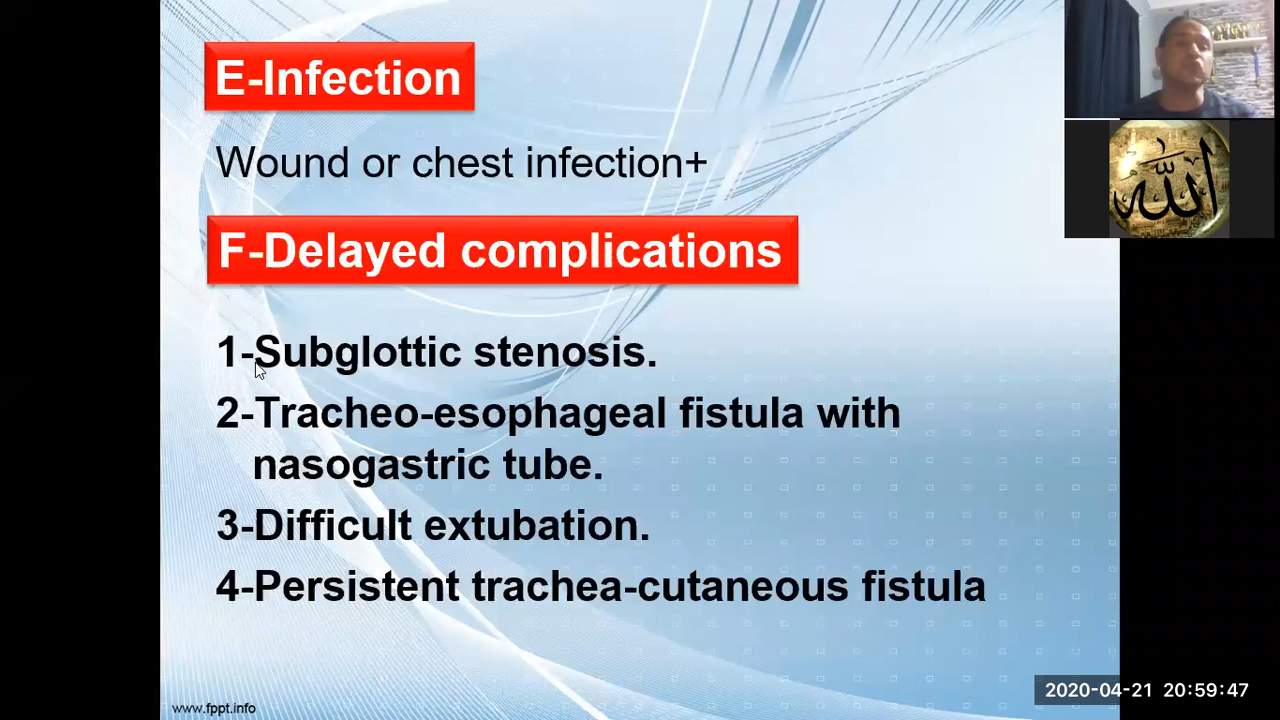 E-Infection
Wound or chest infection+
F-Delayed complications
1-Subglottic stenosis.
2-Tracheo-esophageal fistula with
nasogastric tube.
3-Difficult extubation.
4-Persistent trachea-cutaneous fistula
الله
www.fppt.info
2020-04-21 20:59:47